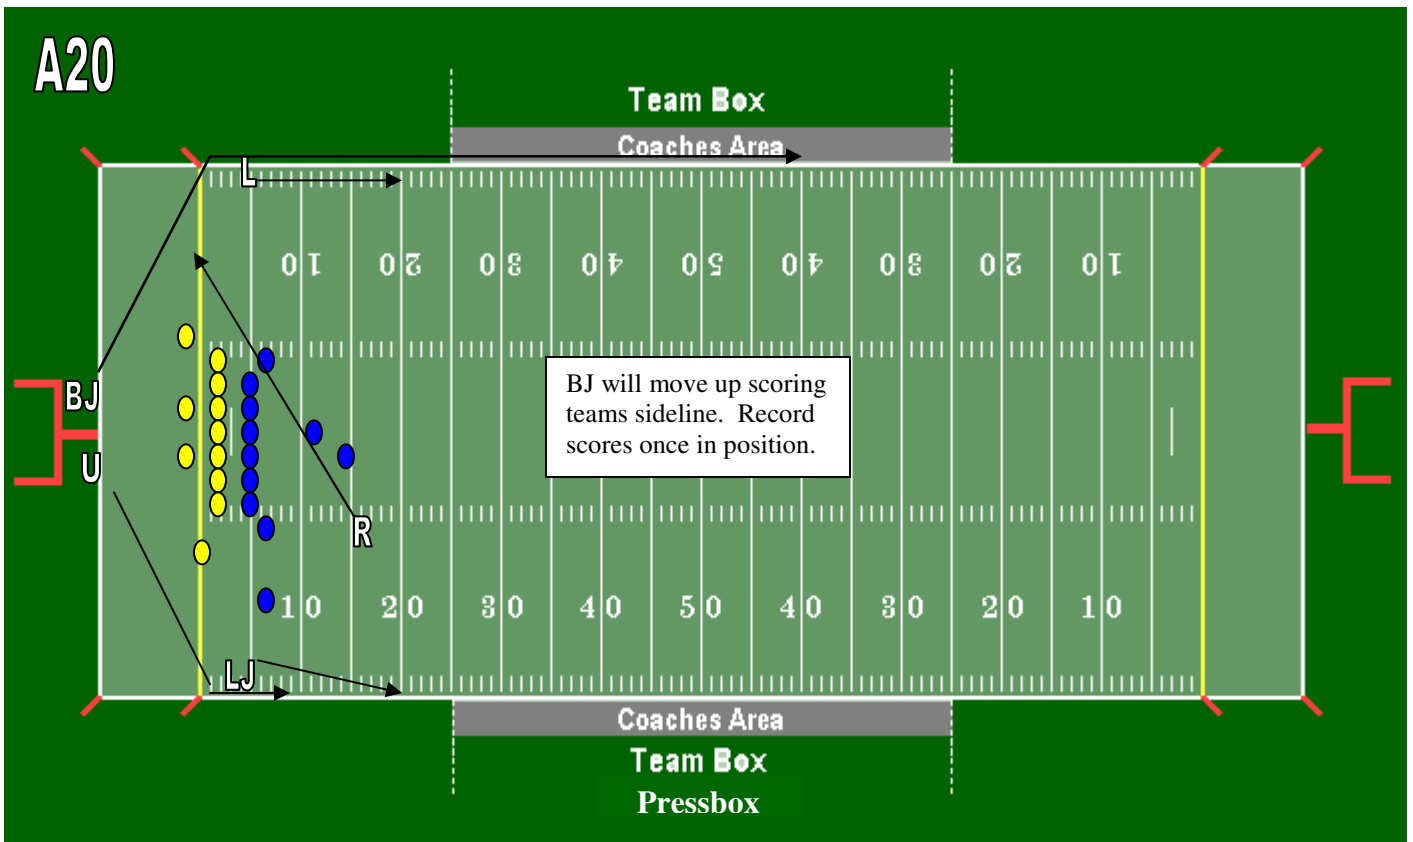 A20
Team Box
Coaches Area
L
10 20 30 40 50 40 30 20 10
BJ
U
BJ will move up scoring
teams sideline.  Record
scores once in position.
R
10 20 30 40 50 40 30 20 10
LJ
Coaches Area
Team Box
Pressbox